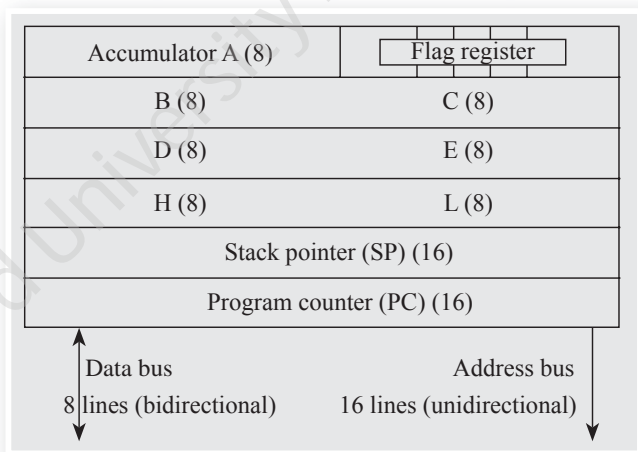 Accumulator A (8) Flag register
B (8) C (8)
D (8) E (8)
H (8) L (8)
Stack pointer (SP) (16)
Program counter (PC) (16)
Data bus Address bus
8 lines (bidirectional) 16 lines (unidirectional)
University